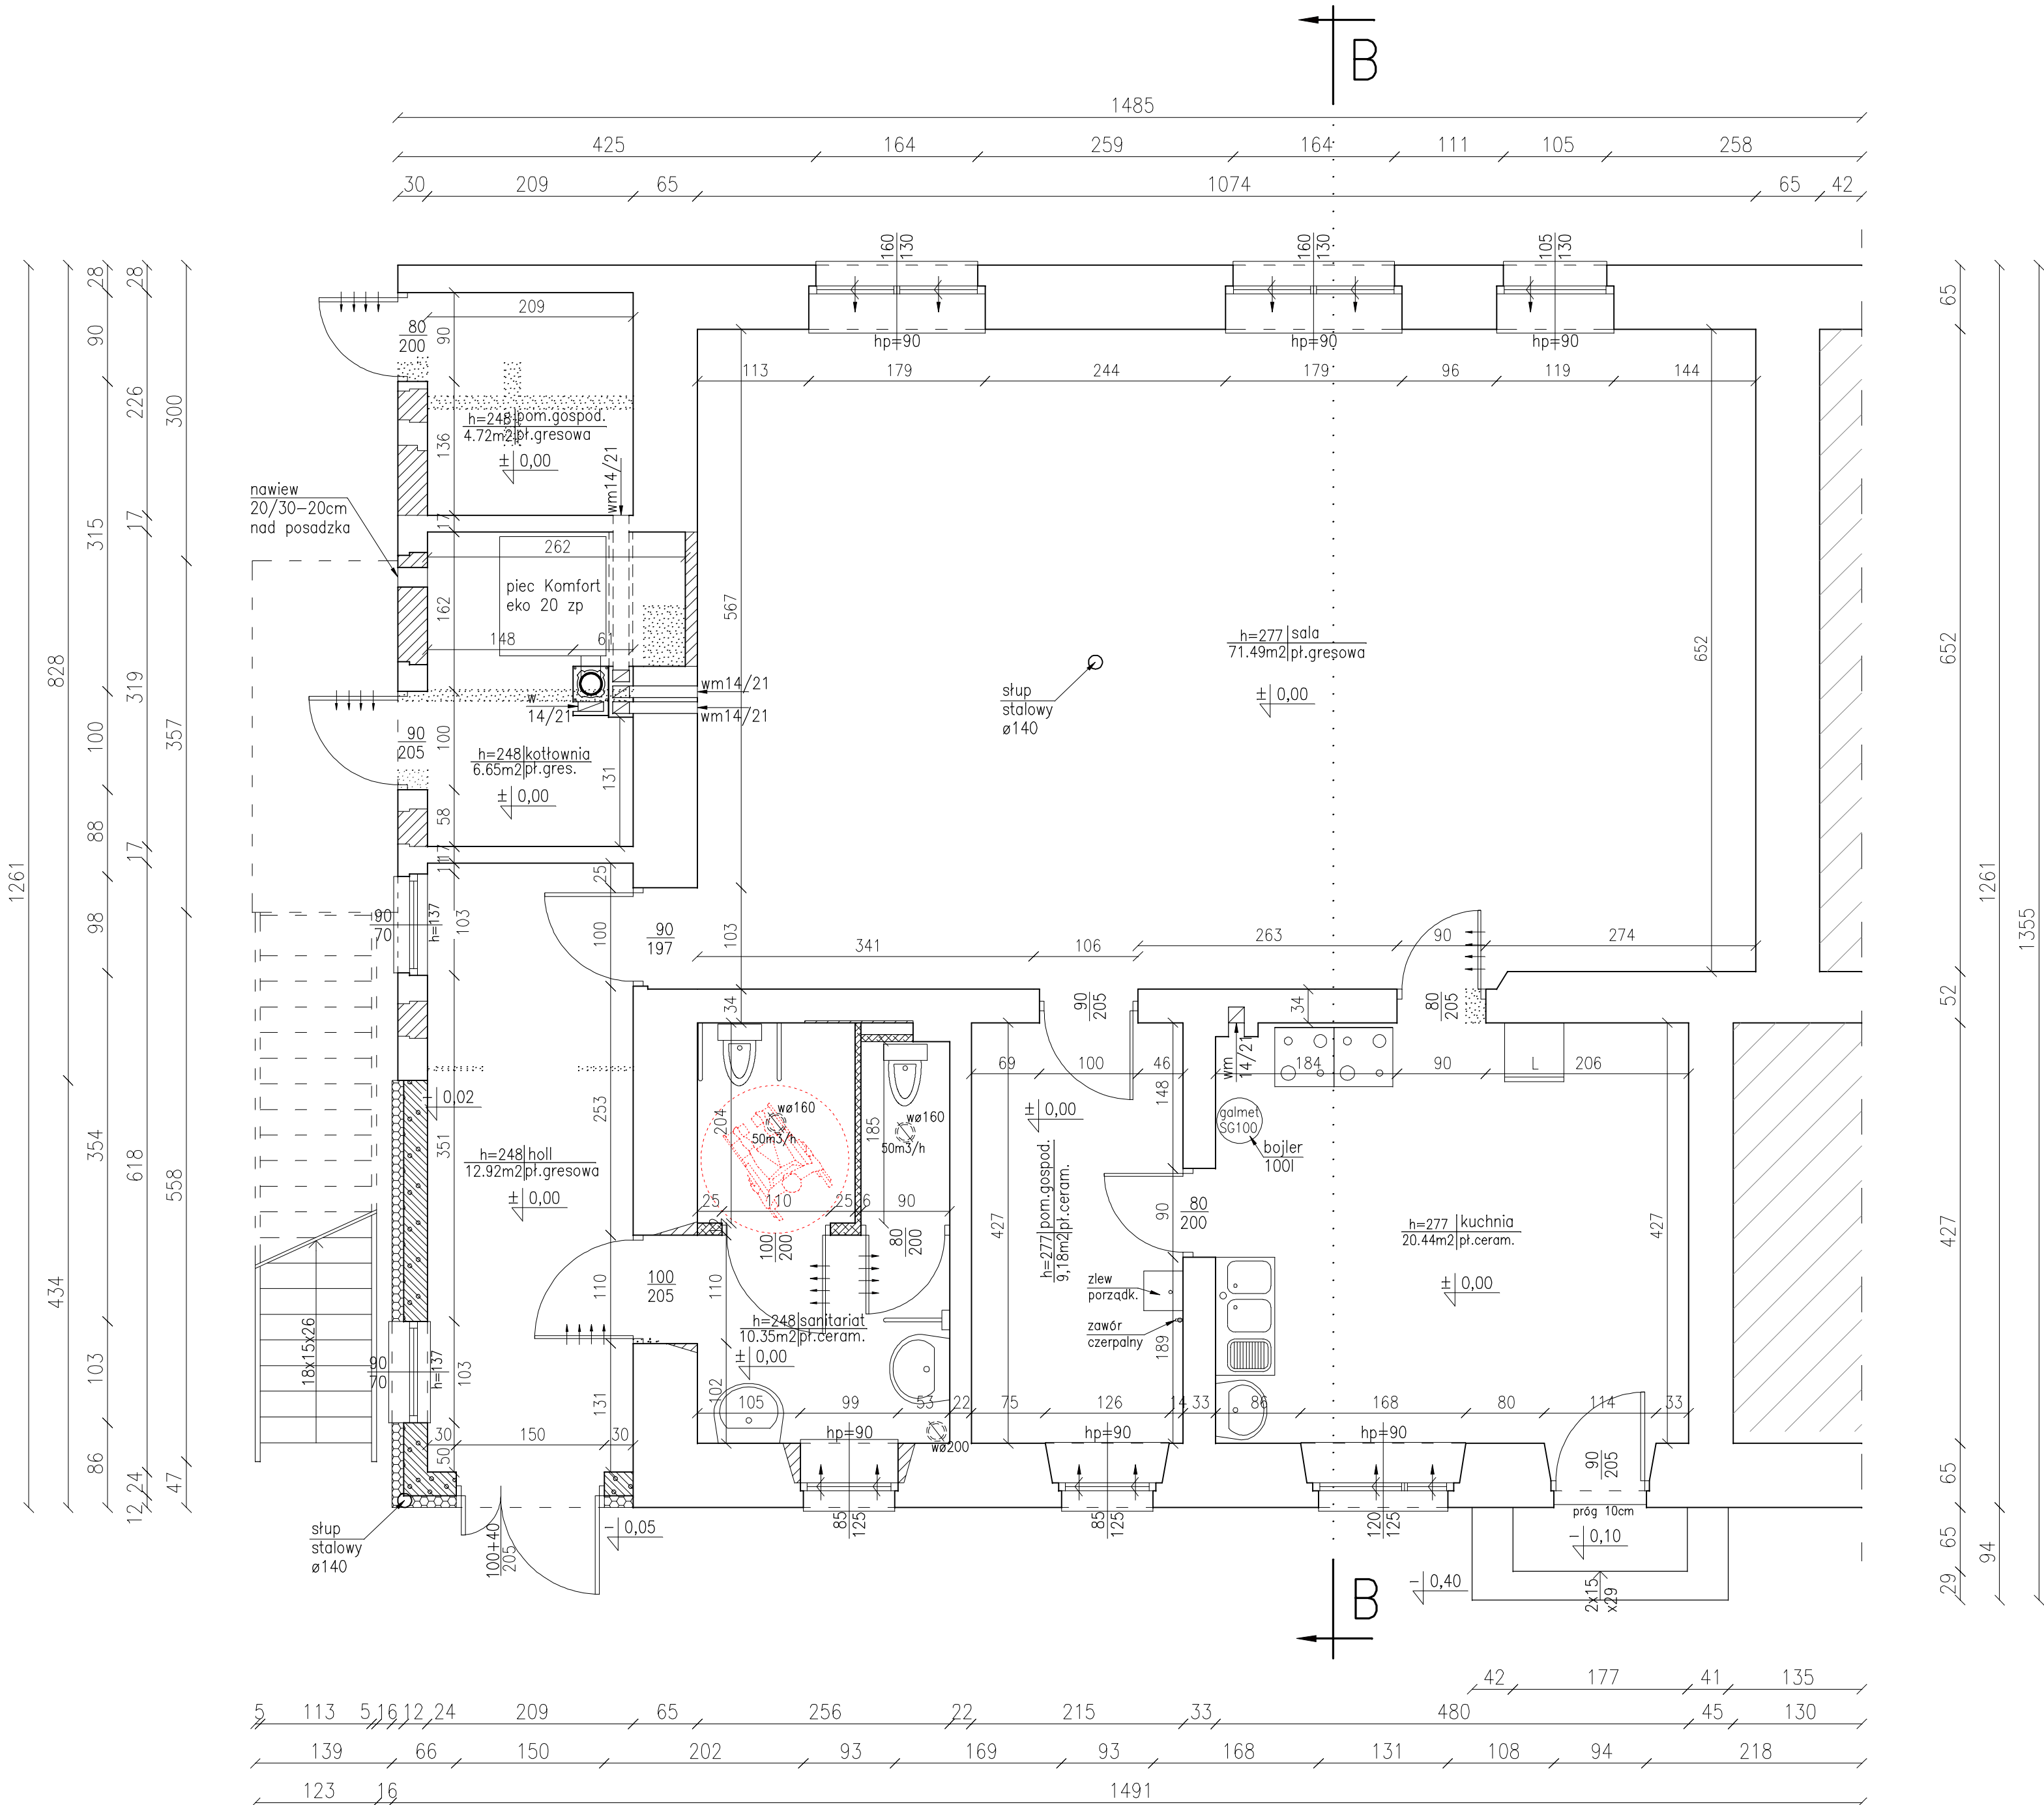 B
1485
425 164 259 164 111 105 258
30 209 65 1074 65 42
160
130
160
130
105
130
hp=90 hp=90 hp=90
113 179 244 179 96 119 144
209
80
200
90
136
h=248 pom.gospod.
4.72m2 pł.gresowa
± 0,00
wm14/21
17
nawiew
20/30-20cm
nad posadzka
262
piec Komfort
eko 20 zp
162
148 61
567
h=277 sala
71.49m2 pł.gresowa
± 0,00
652
słup
stalowy
ø140
w
14/21
wm14/21
wm14/21
90
205
100
h=248 kotłownia
6.65m2 pł.gres.
± 0,00
131
58
17
11
25
90
70
h=137
103
100
90
197
103
341 106 263 90 274
34
90
205
34
80
205
wm
14/21
69 100 46 184 90 L 206
148
- 0,02
253
351
204
wø160
50m3/h
185
wø160
50m3/h
± 0,00
galmet
SG100
bojler
100l
h=248 holl
12.92m2 pł.gresowa
± 0,00
25 110 25 6 90
h=277 pom.gospod.
9,18m2 pł.ceram.
427
90
80
200
h=277 kuchnia
20.44m2 pł.ceram.
± 0,00
427
100
200
80
200
110
100
205
110
h=248 sanitariat
10.35m2 pł.ceram.
± 0,00
zlew
porządk.
zawór
czerpalny
189
18x15x26
90
70
h=137
103
131
102
105 99 53 22 75 126 14 33 86 168 80 114 33
hp=90 hp=90 hp=90
wø200
30 150 30
50
90
205
85
125
85
125
120
125
próg 10cm
- 0,10
słup
stalowy
ø140
100+40
205
- 0,05
- 0,40
2x15
x29
B
1261
828 434
28 90 315 100 88 98 354 103 86
28 226 17 319 17 618 24 12
300 357 558 47
65 652 52 427 65 65 29
1261 94
1355
42 177 41 135
5 113 5 16 12 24 209 65 256 22 215 33 480 45 130
139 66 150 202 93 169 93 168 131 108 94 218
123 16 1491